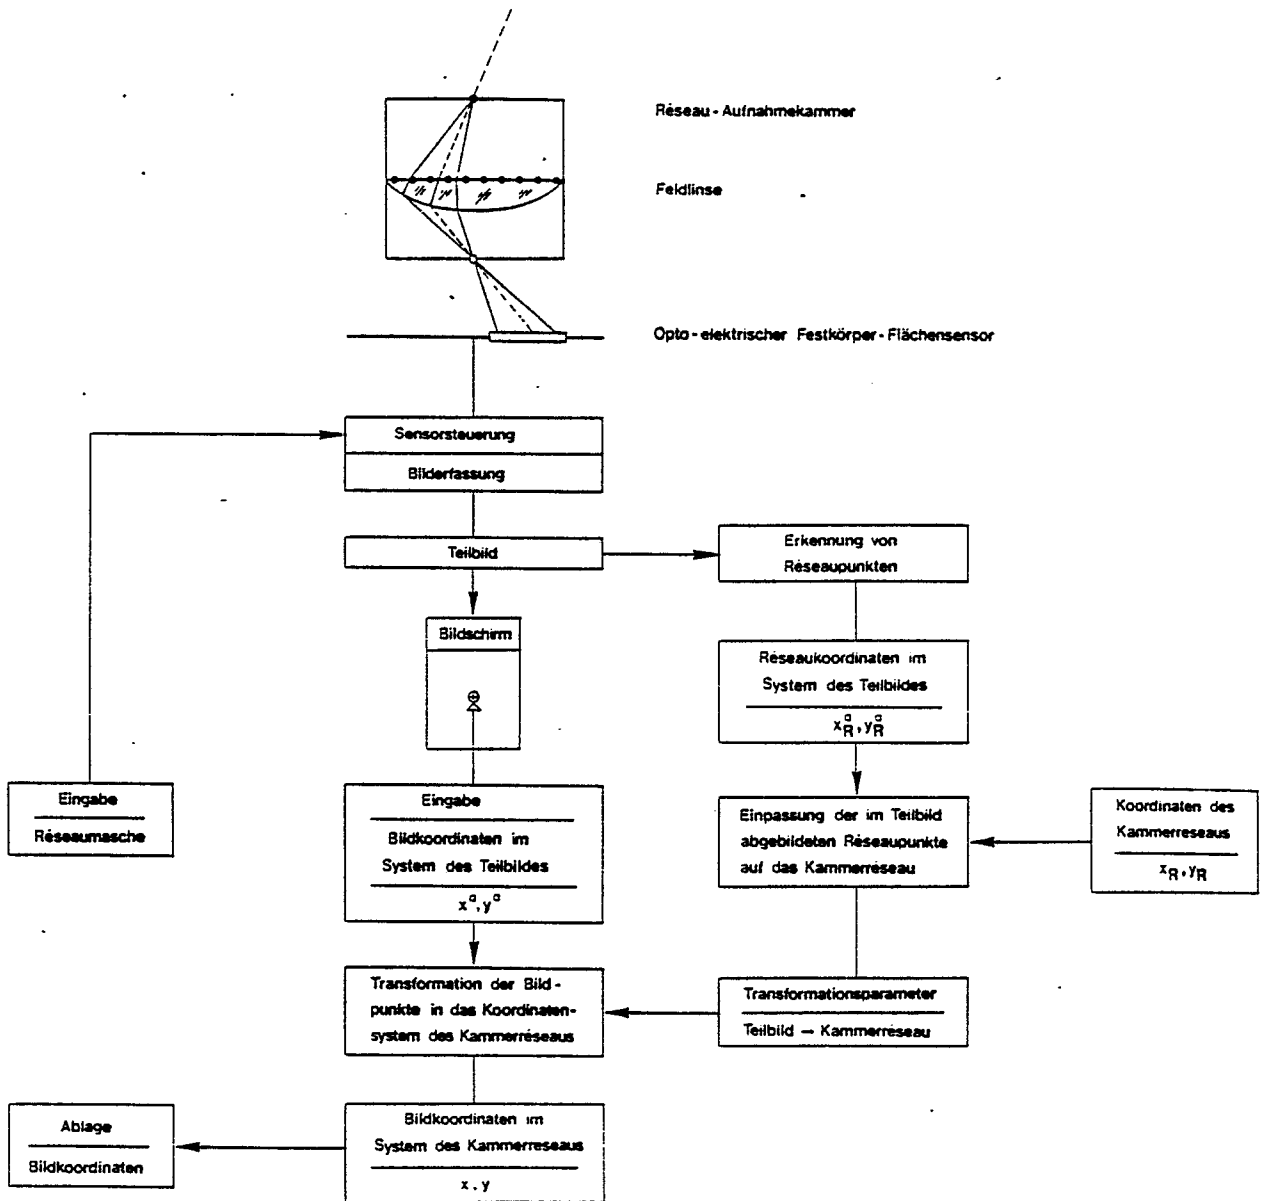 Réseau-Aufnahmekammer
Feldlinse
Opto-elektrischer Festkörper-Flächensensor
Sensorsteuerung
Bilderfassung
Teilbild
Erkennung von
Réseaupunkten
Bildschirm
Réseaukoordinaten im
System des Teilbildes
x_R^a, y_R^a
Eingabe
Réseaumasche
Eingabe
Bildkoordinaten im
System des Teilbildes
x^a, y^a
Einpassung der im Teilbild
abgebildeten Réseaupunkte
auf das Kammerréseau
Koordinaten des
Kammerreseaus
x_R, y_R
Transformation der Bild-
punkte in das Koordinaten-
system des Kammerréseaus
Transformationsparameter
Teilbild → Kammerréseau
Ablage
Bildkoordinaten
Bildkoordinaten im
System des Kammerreseaus
x, y